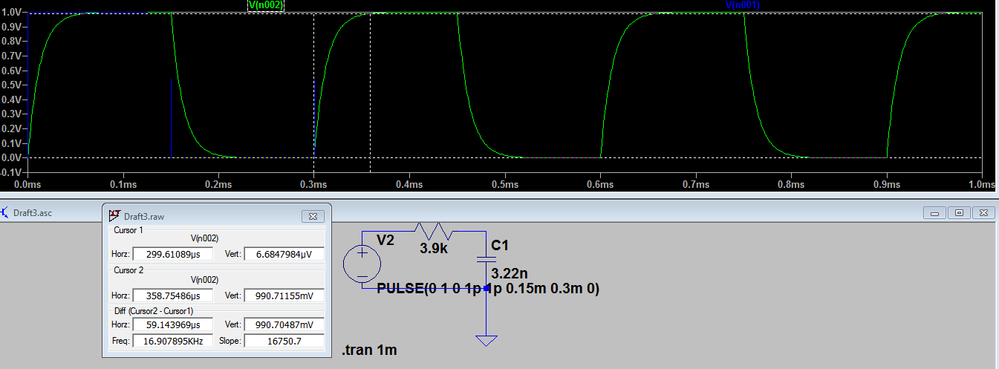 V(n002) V(n001)
1.0V
0.9V
0.8V
0.7V
0.6V
0.5V
0.4V
0.3V
0.2V
0.1V
0.0V
-0.1V
0.0ms 0.1ms 0.2ms 0.3ms 0.4ms 0.5ms 0.6ms 0.7ms 0.8ms 0.9ms 1.0ms
Draft3.asc
Draft3.raw
Cursor 1
V(n002)
Horz: 299.61089µs Vert: 6.6847984µV
Cursor 2
V(n002)
Horz: 358.75486µs Vert: 990.71155mV
Diff (Cursor2 - Cursor1)
Horz: 59.143969µs Vert: 990.70487mV
Freq: 16.907895KHz Slope: 16750.7
V2
3.9k
C1
3.22n
PULSE(0 1 0 1p 1p 0.15m 0.3m 0)
.tran 1m